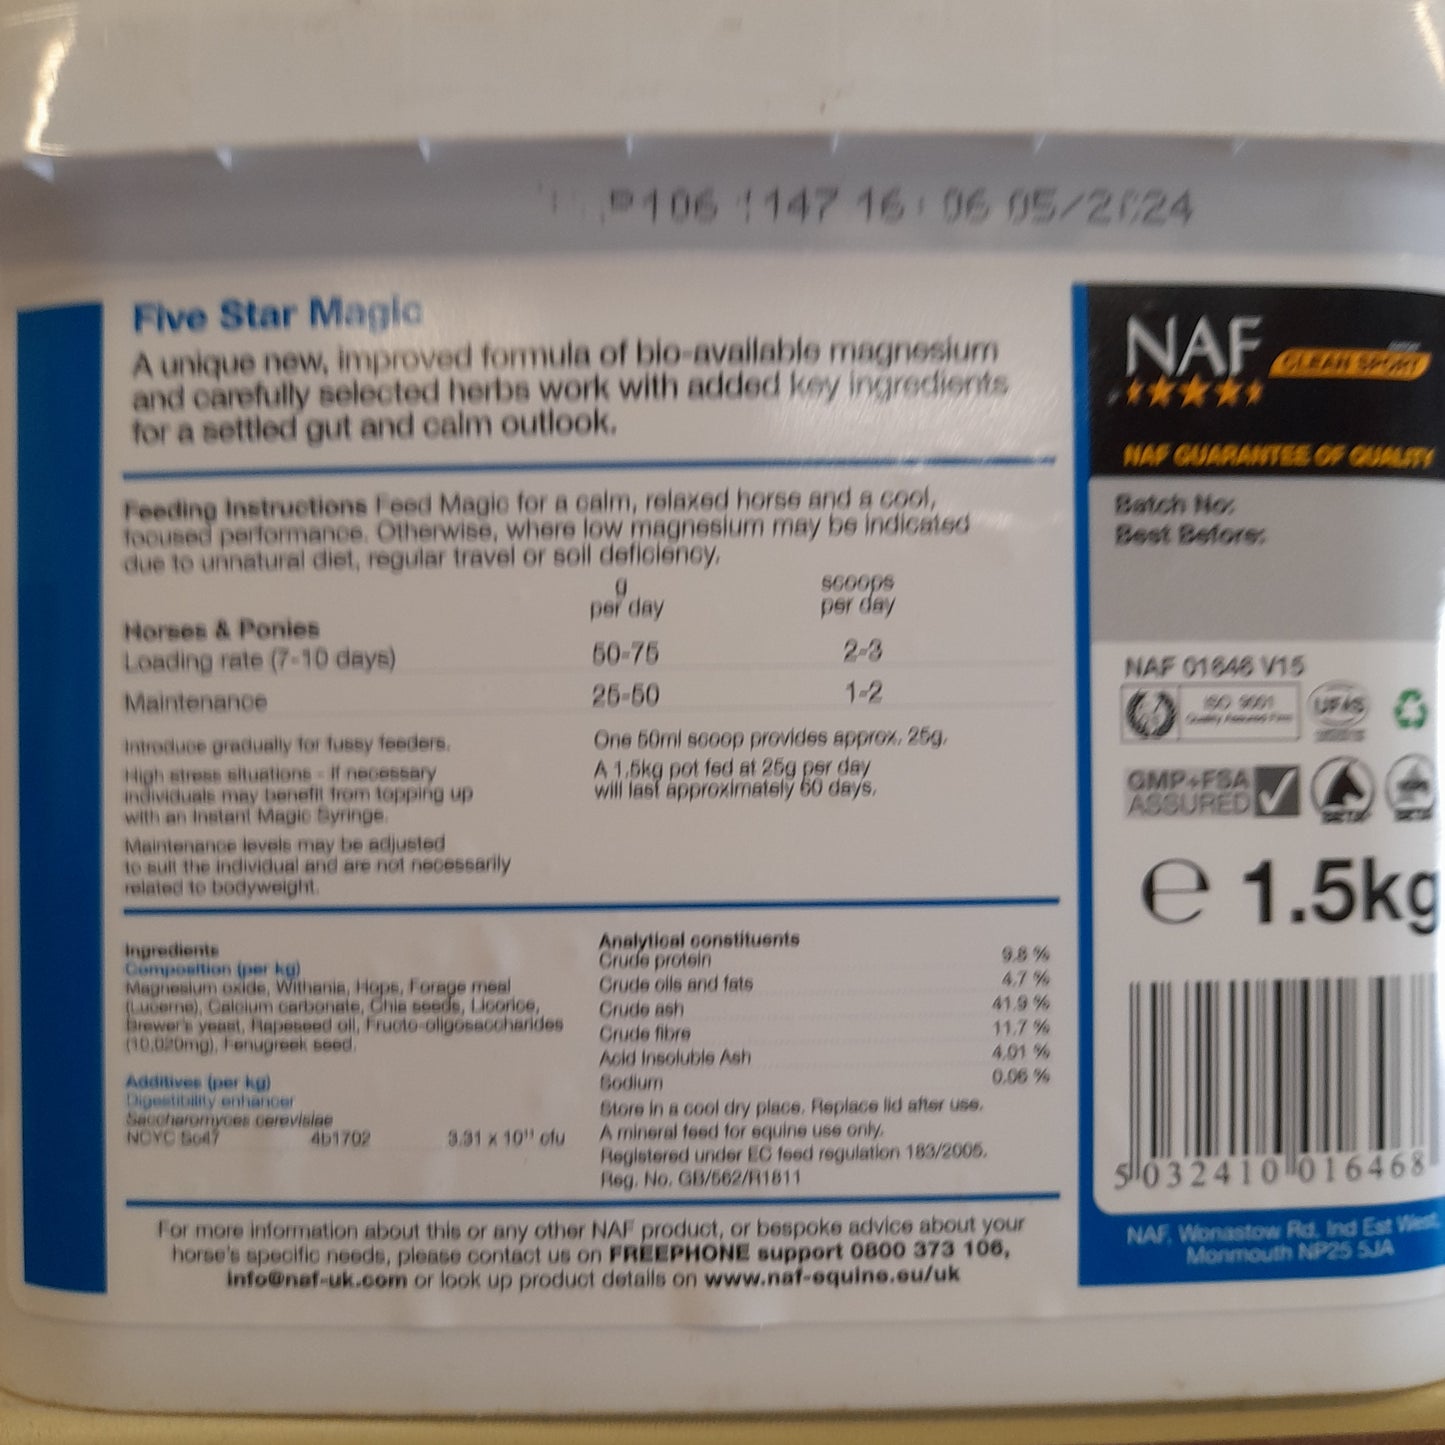 106 1147 16:06 05/2024
Five Star Magic
A unique new, improved formula of bio-available magnesium
and carefully selected herbs work with added key ingredients
for a settled gut and calm outlook.
Feeding Instructions Feed Magic for a calm, relaxed horse and a cool,
focused performance. Otherwise, where low magnesium may be indicated
due to unnatural diet, regular travel or soil deficiency.
g scoops
per day per day
Horses & Ponies
Loading rate (7-10 days) 50-75 2-3
Maintenance 25-50 1-2
Introduce gradually for fussy feeders.
High stress situations - If necessary
individuals may benefit from topping up
with an Instant Magic Syringe.
Maintenance levels may be adjusted
to suit the individual and are not necessarily
related to bodyweight.
One 50ml scoop provides approx. 25g.
A 1.5kg pot fed at 25g per day
will last approximately 60 days.
Ingredients
Composition (per kg)
Magnesium oxide, Withania, Hops, Forage meal
(Lucerne), Calcium carbonate, Chia seeds, Licorice,
Brewer's yeast, Rapeseed oil, Fructo-oligosaccharides
(10,020mg), Fenugreek seed.
Additives (per kg)
Digestibility enhancer
Saccharomyces cerevisiae
NCYC Sc47 4b1702 3.31 x 10¹¹ cfu
Analytical constituents
Crude protein 9.8 %
Crude oils and fats 4.7 %
Crude ash 41.9 %
Crude fibre 11.7 %
Acid Insoluble Ash 4.01 %
Sodium 0.06 %
Store in a cool dry place. Replace lid after use.
A mineral feed for equine use only.
Registered under EC feed regulation 183/2005.
Reg. No. GB/562/R1811
For more information about this or any other NAF product, or bespoke advice about your
horse's specific needs, please contact us on FREEPHONE support 0800 373 106,
info@naf-uk.com or look up product details on www.naf-equine.eu/uk
NAF
CLEAN SPORT
NAF GUARANTEE OF QUALITY
Batch No:
Best Before:
NAF 01646 V15
ISO 9001
Quality Assured Firm
UFAS
GMP+FSA
ASSURED
BETA
BETA
e 1.5kg
5 032410 016468
NAF, Wonastow Rd. Ind Est West,
Monmouth NP25 5JA